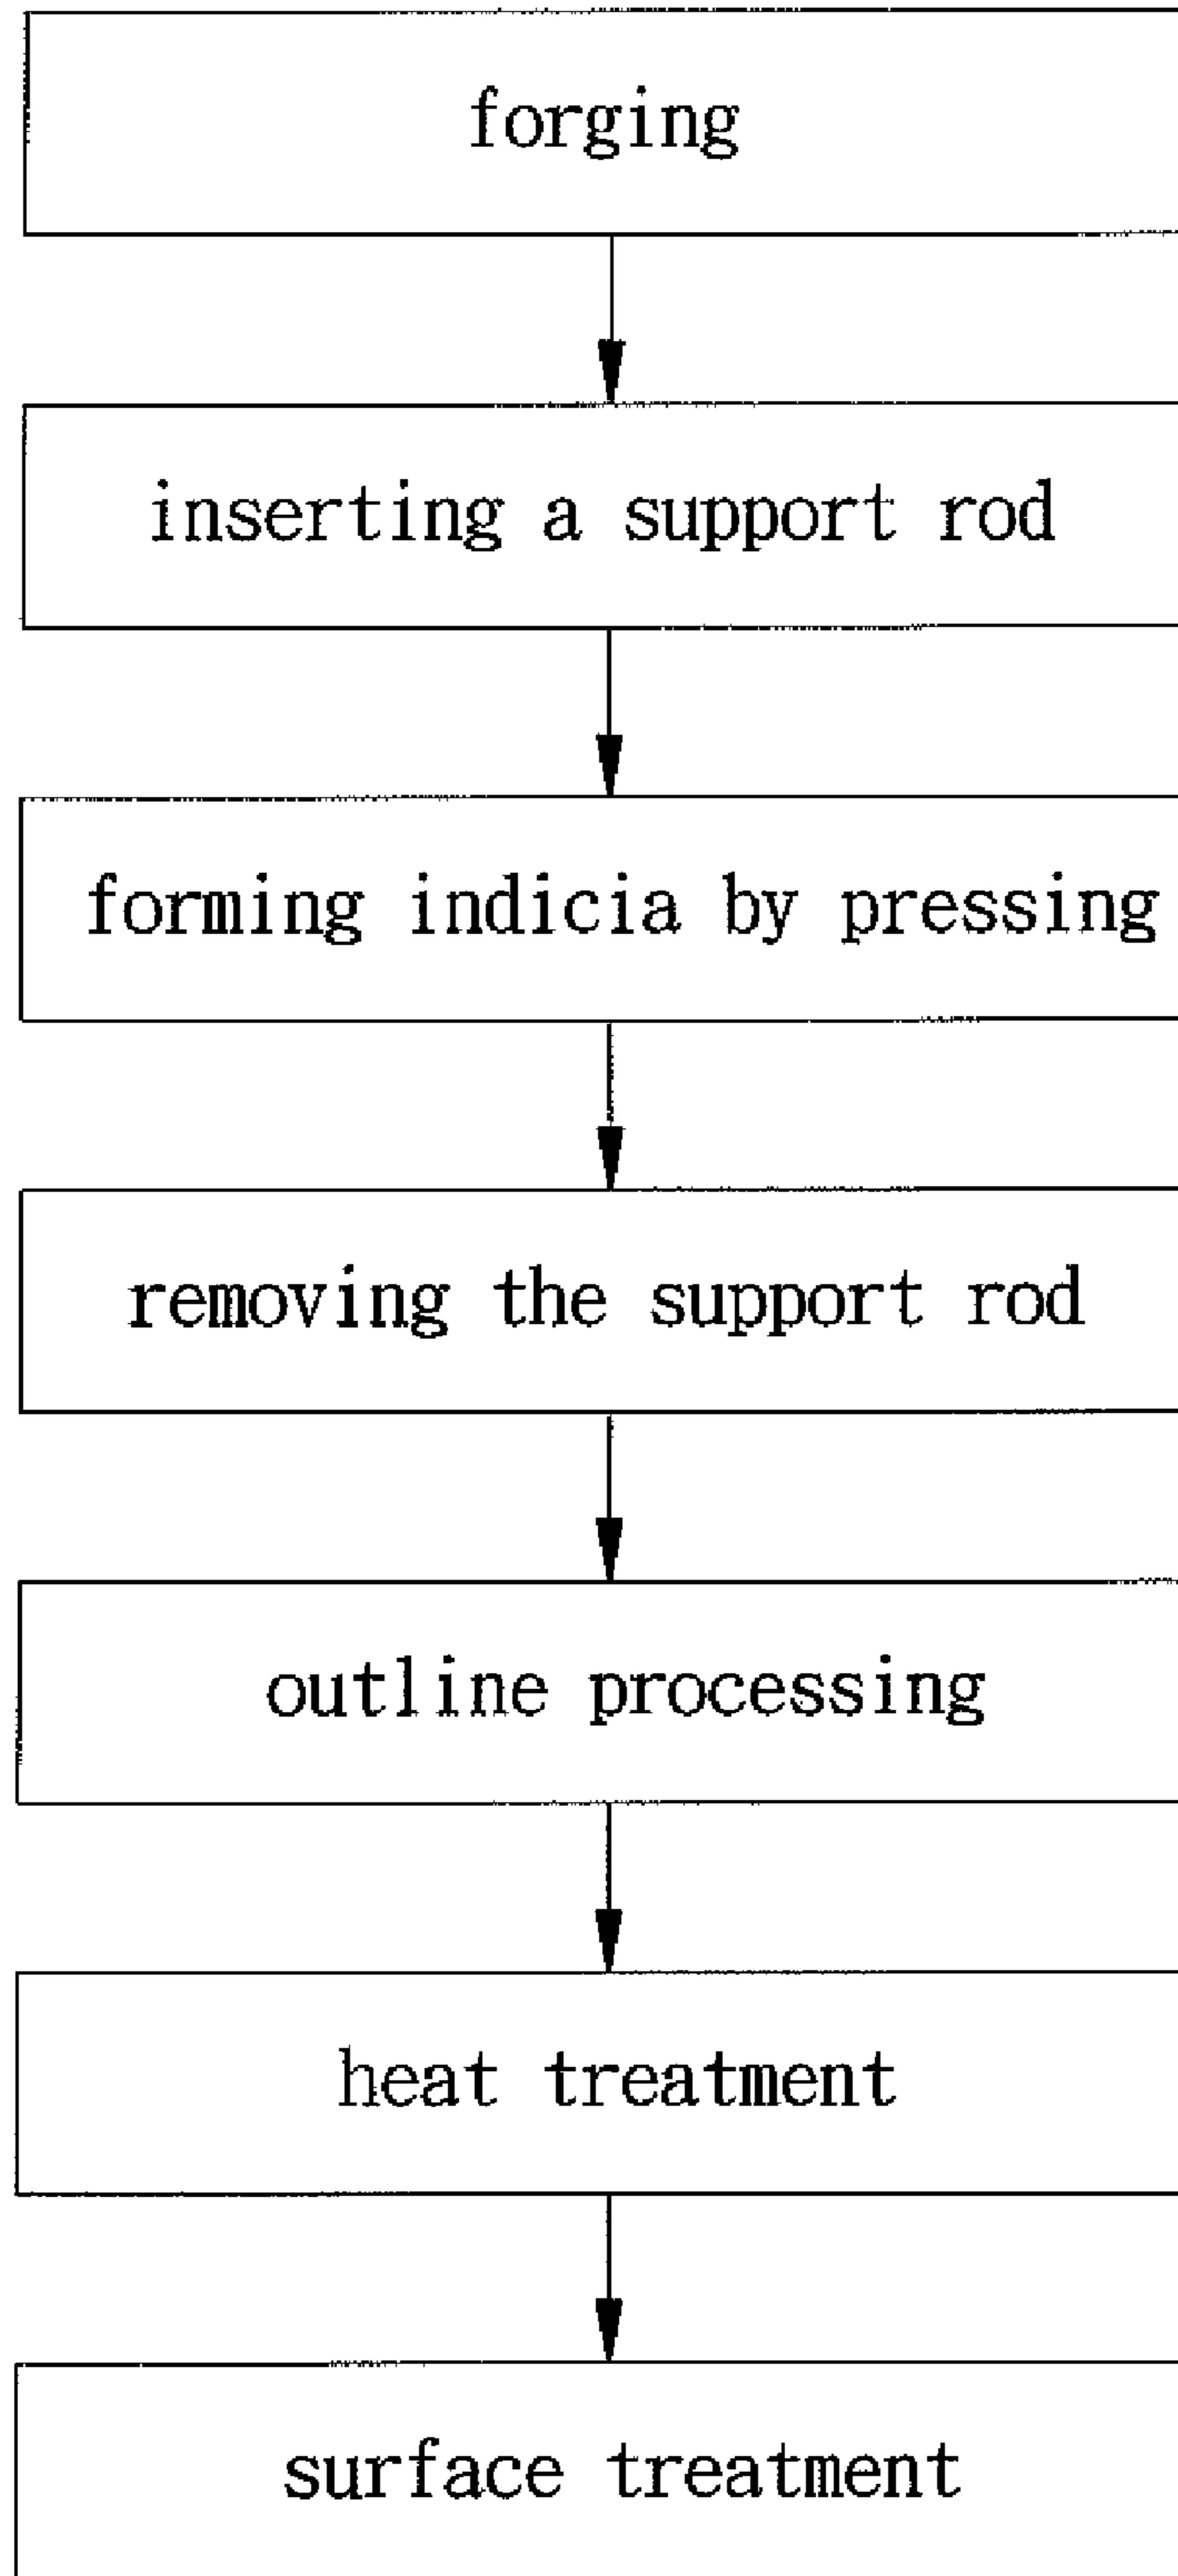 forging
inserting a support rod
forming indicia by pressing
removing the support rod
outline processing
heat treatment
surface treatment